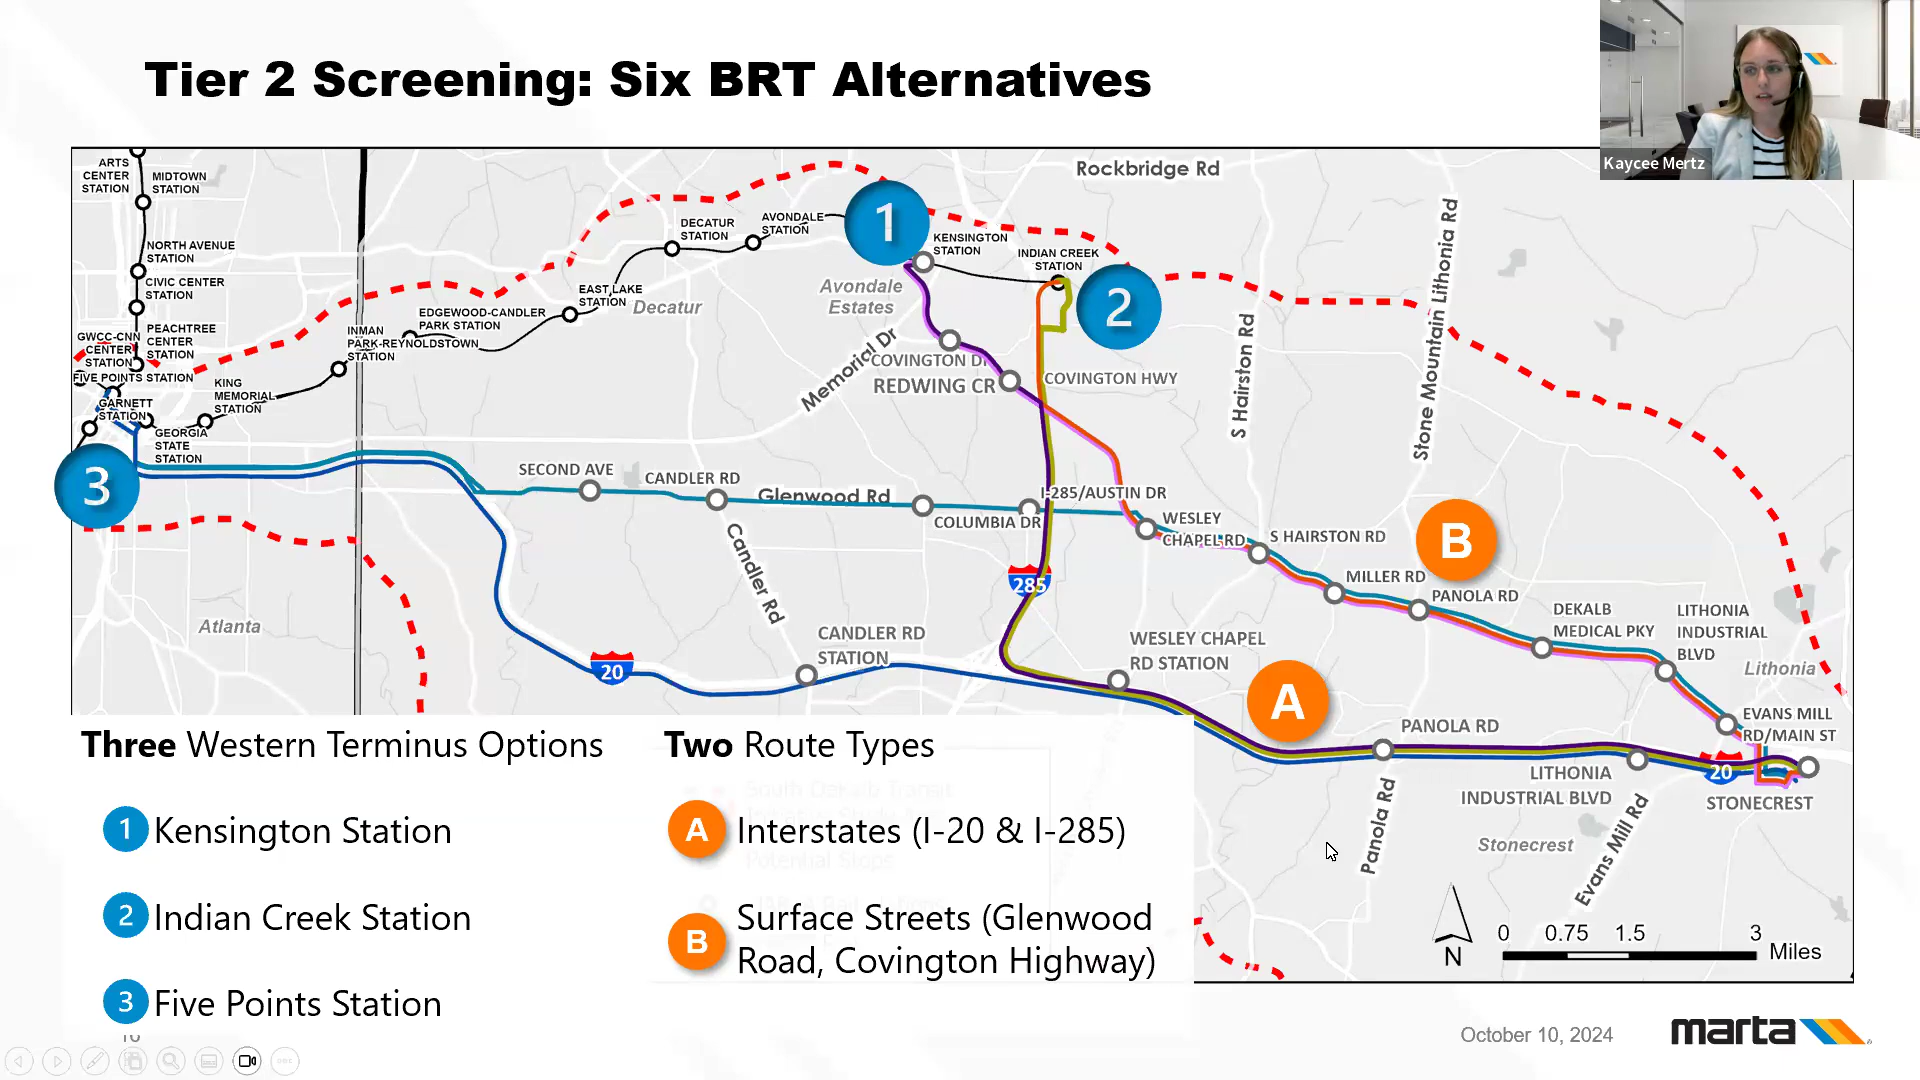 Tier 2 Screening: Six BRT Alternatives
Kaycee Mertz
ARTS
CENTER
STATION
MIDTOWN
STATION
NORTH AVENUE
STATION
CIVIC CENTER
STATION
PEACHTREE
CENTER
STATION
GWCC-CNN
CENTER
STATION
FIVE POINTS STATION
GARNETT
STATION
GEORGIA
STATE
STATION
KING
MEMORIAL
STATION
INMAN
PARK-REYNOLDSTOWN
STATION
EDGEWOOD-CANDLER
PARK STATION
EAST LAKE
STATION
Decatur
DECATUR
STATION
AVONDALE
STATION
1
KENSINGTON
STATION
INDIAN CREEK
STATION
2
Avondale
Estates
Rockbridge Rd
Memorial Dr
COVINGTON DR
REDWING CR
COVINGTON HWY
S Hairston Rd
Stone Mountain Lithonia Rd
3
SECOND AVE
CANDLER RD
Glenwood Rd
COLUMBIA DR
I-285/AUSTIN DR
WESLEY
CHAPEL RD
S HAIRSTON RD
B
MILLER RD
PANOLA RD
DEKALB
MEDICAL PKY
LITHONIA
INDUSTRIAL
BLVD
Lithonia
EVANS MILL
RD/MAIN ST
Candler Rd
285
Atlanta
20
CANDLER RD
STATION
WESLEY CHAPEL
RD STATION
A
PANOLA RD
LITHONIA
INDUSTRIAL BLVD
20
STONECREST
Panola Rd
Stonecrest
Evans Mill Rd
N
0 0.75 1.5 3
Miles
Three Western Terminus Options
1 Kensington Station
2 Indian Creek Station
3 Five Points Station
Two Route Types
A Interstates (I-20 & I-285)
B Surface Streets (Glenwood
Road, Covington Highway)
October 10, 2024
marta